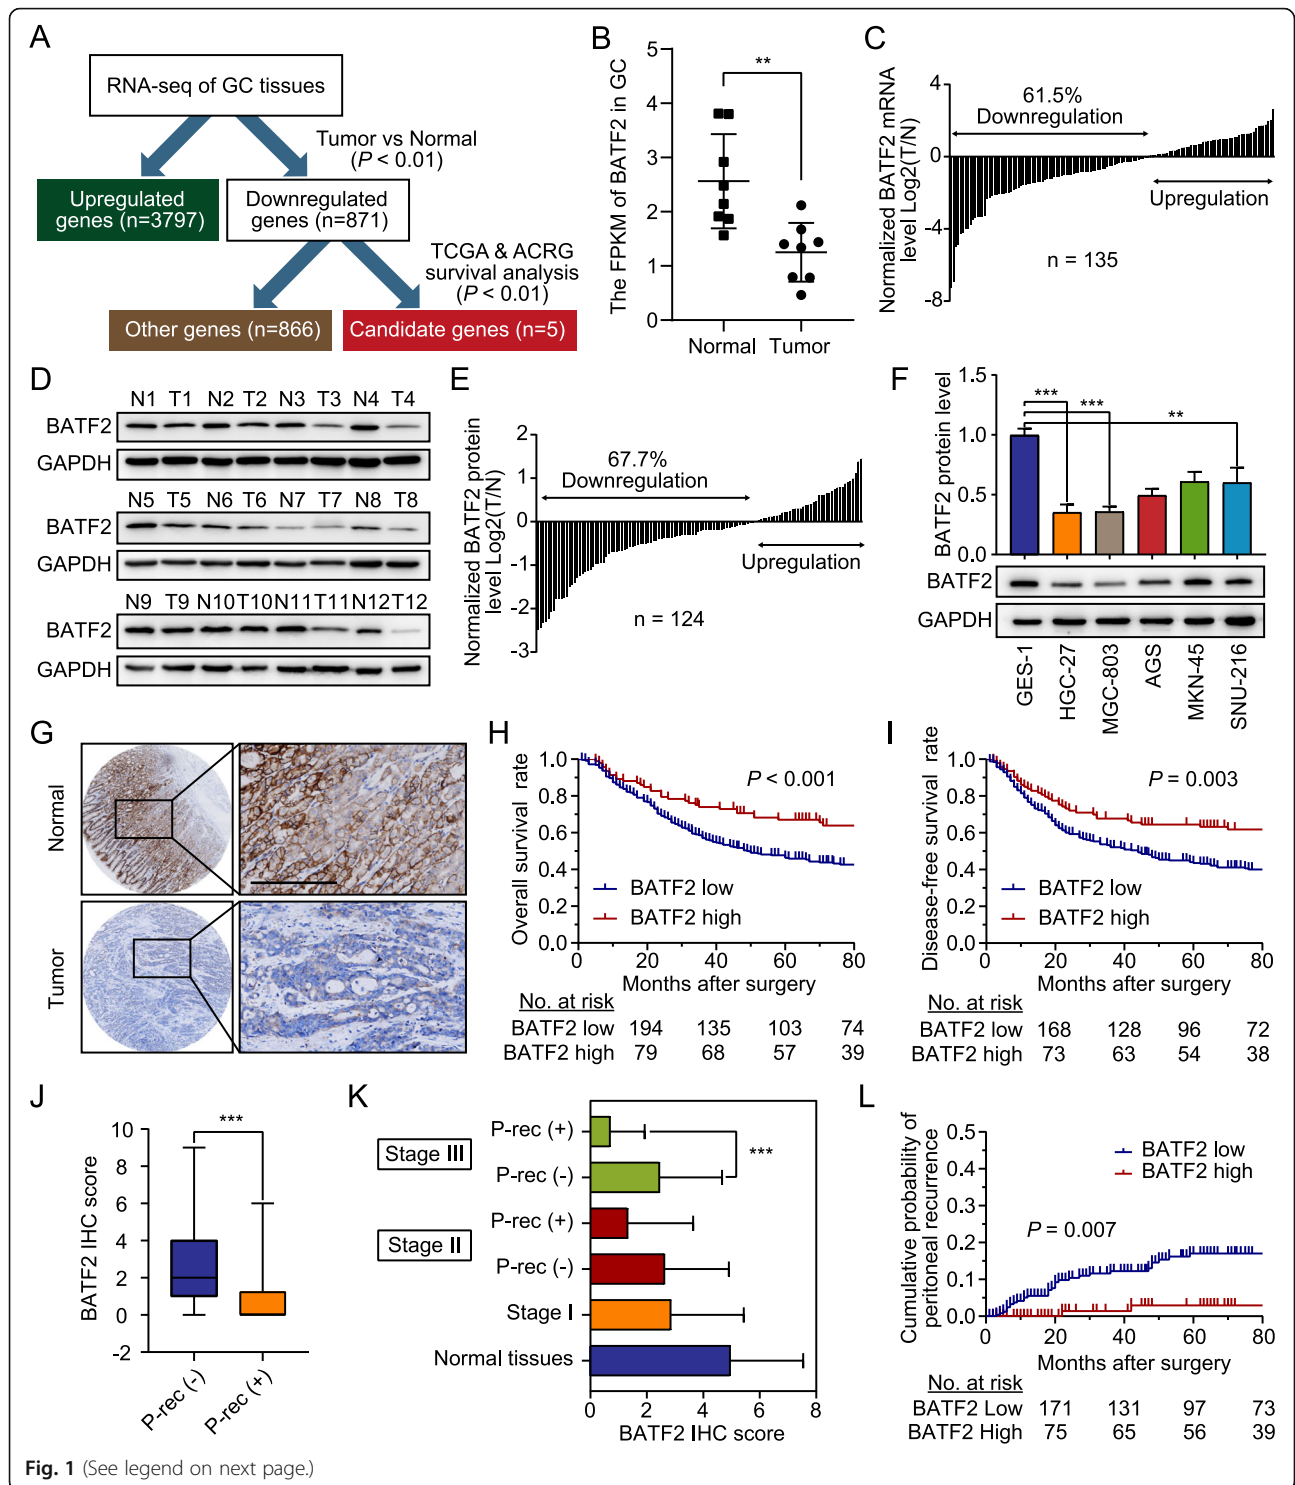 A
RNA-seq of GC tissues
Tumor vs Normal
(P < 0.01)
Upregulated
genes (n=3797)
Downregulated
genes (n=871)
TCGA & ACRG
survival analysis
(P < 0.01)
Other genes (n=866)
Candidate genes (n=5)
B
The FPKM of BATF2 in GC
5
4
3
2
1
0
**
Normal Tumor
C
Normalized BATF2 mRNA
level Log2(T/N)
4
0
-4
-8
61.5%
Downregulation
Upregulation
n = 135
D
N1 T1 N2 T2 N3 T3 N4 T4
BATF2
GAPDH
N5 T5 N6 T6 N7 T7 N8 T8
BATF2
GAPDH
N9 T9 N10 T10 N11 T11 N12 T12
BATF2
GAPDH
E
Normalized BATF2 protein
level Log2(T/N)
2
1
0
-1
-2
-3
67.7%
Downregulation
Upregulation
n = 124
F
BATF2 protein level
1.5
1.0
0.5
0.0
***
***
**
BATF2
GAPDH
GES-1
HGC-27
MGC-803
AGS
MKN-45
SNU-216
G
Normal
Tumor
H
Overall survival rate
1.0
0.8
0.6
0.4
0.2
0.0
P < 0.001
BATF2 low
BATF2 high
0 20 40 60 80
Months after surgery
No. at risk
BATF2 low 194 135 103 74
BATF2 high 79 68 57 39
I
Disease-free survival rate
1.0
0.8
0.6
0.4
0.2
0.0
P = 0.003
BATF2 low
BATF2 high
0 20 40 60 80
Months after surgery
No. at risk
BATF2 low 168 128 96 72
BATF2 high 73 63 54 38
J
BATF2 IHC score
10
8
6
4
2
0
-2
***
P-rec (-)
P-rec (+)
K
Stage III
Stage II
P-rec (+)
P-rec (-)
P-rec (+)
P-rec (-)
Stage I
Normal tissues
***
0 2 4 6 8
BATF2 IHC score
L
Cumulative probability of
peritoneal recurrence
0.5
0.4
0.3
0.2
0.1
0.0
BATF2 low
BATF2 high
P = 0.007
0 20 40 60 80
Months after surgery
No. at risk
BATF2 Low 171 131 97 73
BATF2 High 75 65 56 39
Fig. 1 (See legend on next page.)